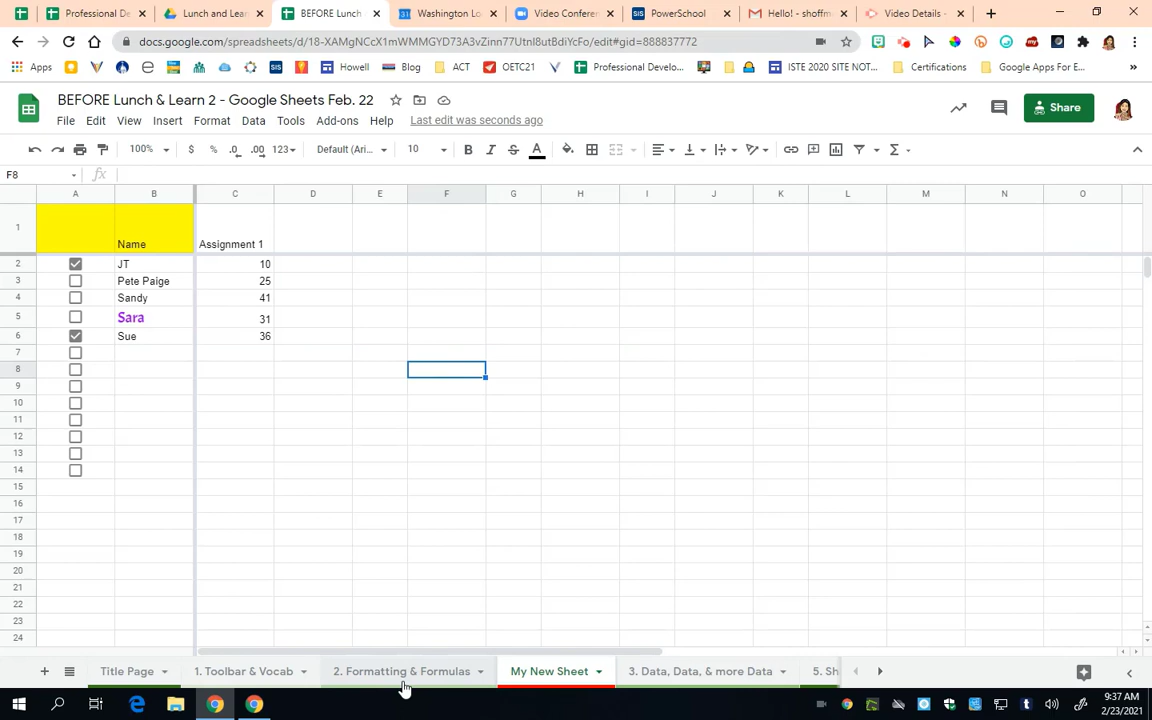 Professional De
Lunch and Lear
BEFORE Lunch
Washington Lo
Video Conferen
PowerSchool
Hello! - shoffm
Video Details -
docs.google.com/spreadsheets/d/18-XAMgNCcX1mWMMGYD73A3vZinn77UtnI8utBdiYcFo/edit#gid=888837772
Apps
Howell
Blog
ACT
OETC21
Professional Develo...
ISTE 2020 SITE NOT...
Certifications
Google Apps For E...
BEFORE Lunch & Learn 2 - Google Sheets Feb. 22
Share
File Edit View Insert Format Data Tools Add-ons Help Last edit was seconds ago
100% $ % .0 .00 123 Default (Ari... 10 B I S A
F8 fx
A B C D E F G H I J K L M N O
1 Name Assignment 1
2 JT 10
3 Pete Paige 25
4 Sandy 41
5 Sara 31
6 Sue 36
7
8
9
10
11
12
13
14
15
16
17
18
19
20
21
22
23
24
Title Page 1. Toolbar & Vocab 2. Formatting & Formulas My New Sheet 3. Data, Data, & more Data 5. Sh
9:37 AM
2/23/2021